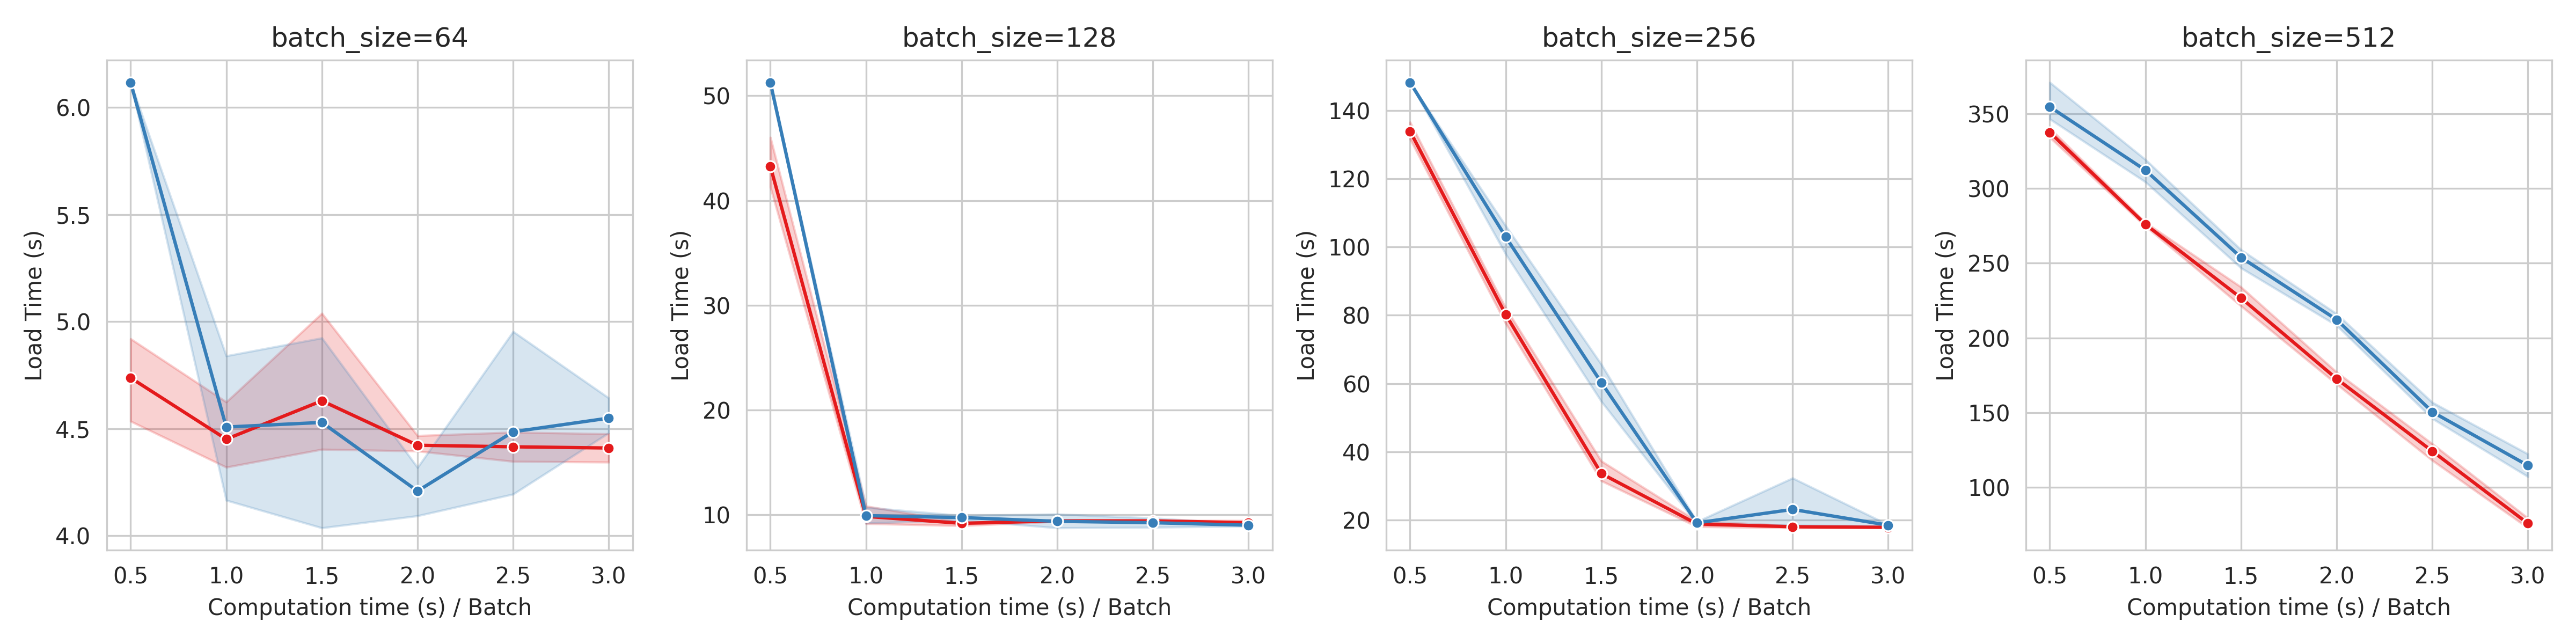 batch_size=64
Load Time (s)
6.0
5.5
5.0
4.5
4.0
0.5 1.0 1.5 2.0 2.5 3.0
Computation time (s) / Batch
batch_size=128
Load Time (s)
50
40
30
20
10
0.5 1.0 1.5 2.0 2.5 3.0
Computation time (s) / Batch
batch_size=256
Load Time (s)
140
120
100
80
60
40
20
0.5 1.0 1.5 2.0 2.5 3.0
Computation time (s) / Batch
batch_size=512
Load Time (s)
350
300
250
200
150
100
0.5 1.0 1.5 2.0 2.5 3.0
Computation time (s) / Batch